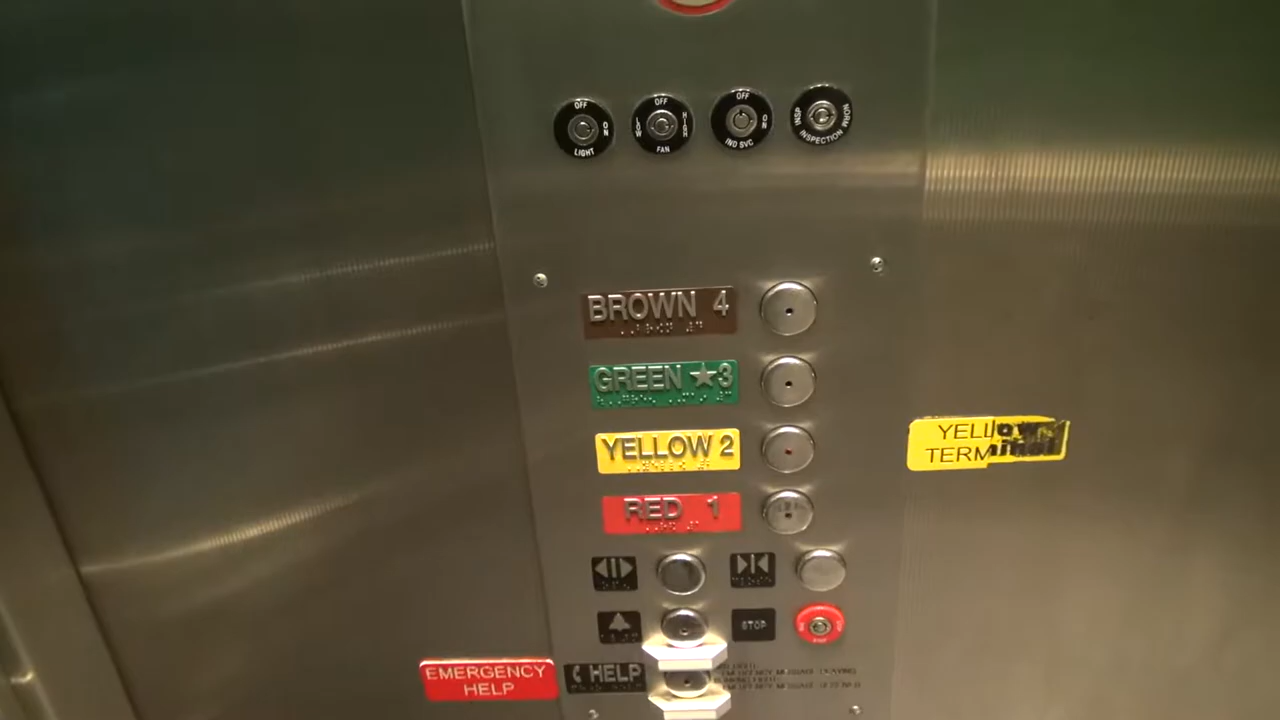 OFF
ON
LIGHT
OFF
LOW
HIGH
FAN
OFF
ON
IND SVC
INSP
NORM
INSPECTION
BROWN 4
GREEN ★3
YELLOW 2
RED 1
YELLOW
TERM
STOP
EMERGENCY
HELP
HELP